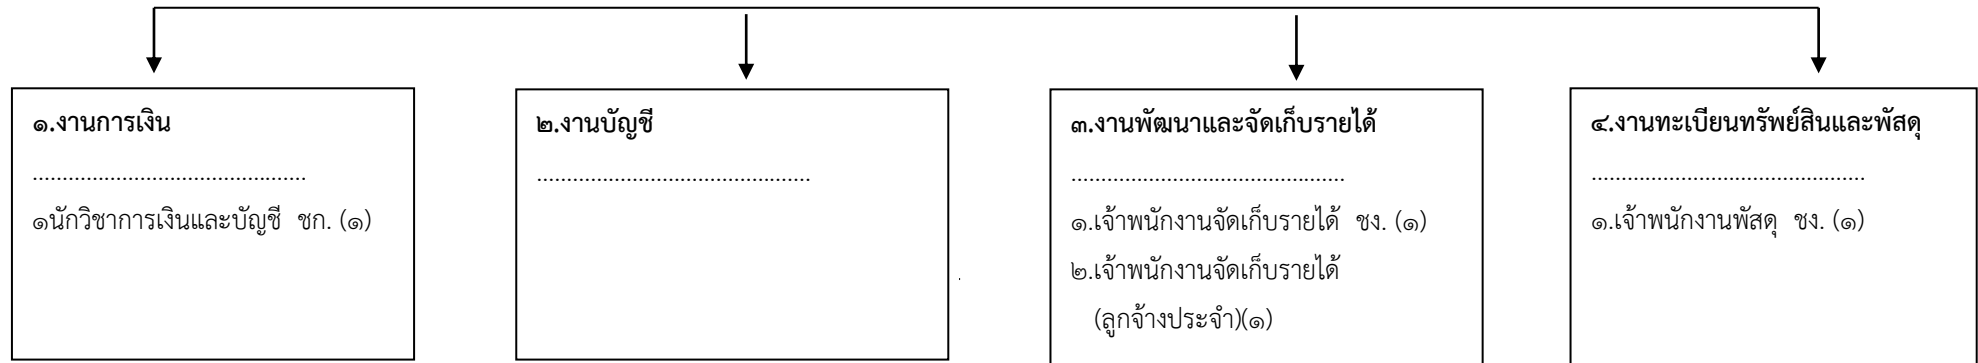 ๑.งานการเงิน
.............................................
๑นักวิชาการเงินและบัญชี ชก. (๑)
๒.งานบัญชี
.............................................
๓.งานพัฒนาและจัดเก็บรายได้
.............................................
๑.เจ้าพนักงานจัดเก็บรายได้ ชง. (๑)
๒.เจ้าพนักงานจัดเก็บรายได้
(ลูกจ้างประจำ)(๑)
๔.งานทะเบียนทรัพย์สินและพัสดุ
.............................................
๑.เจ้าพนักงานพัสดุ ชง. (๑)